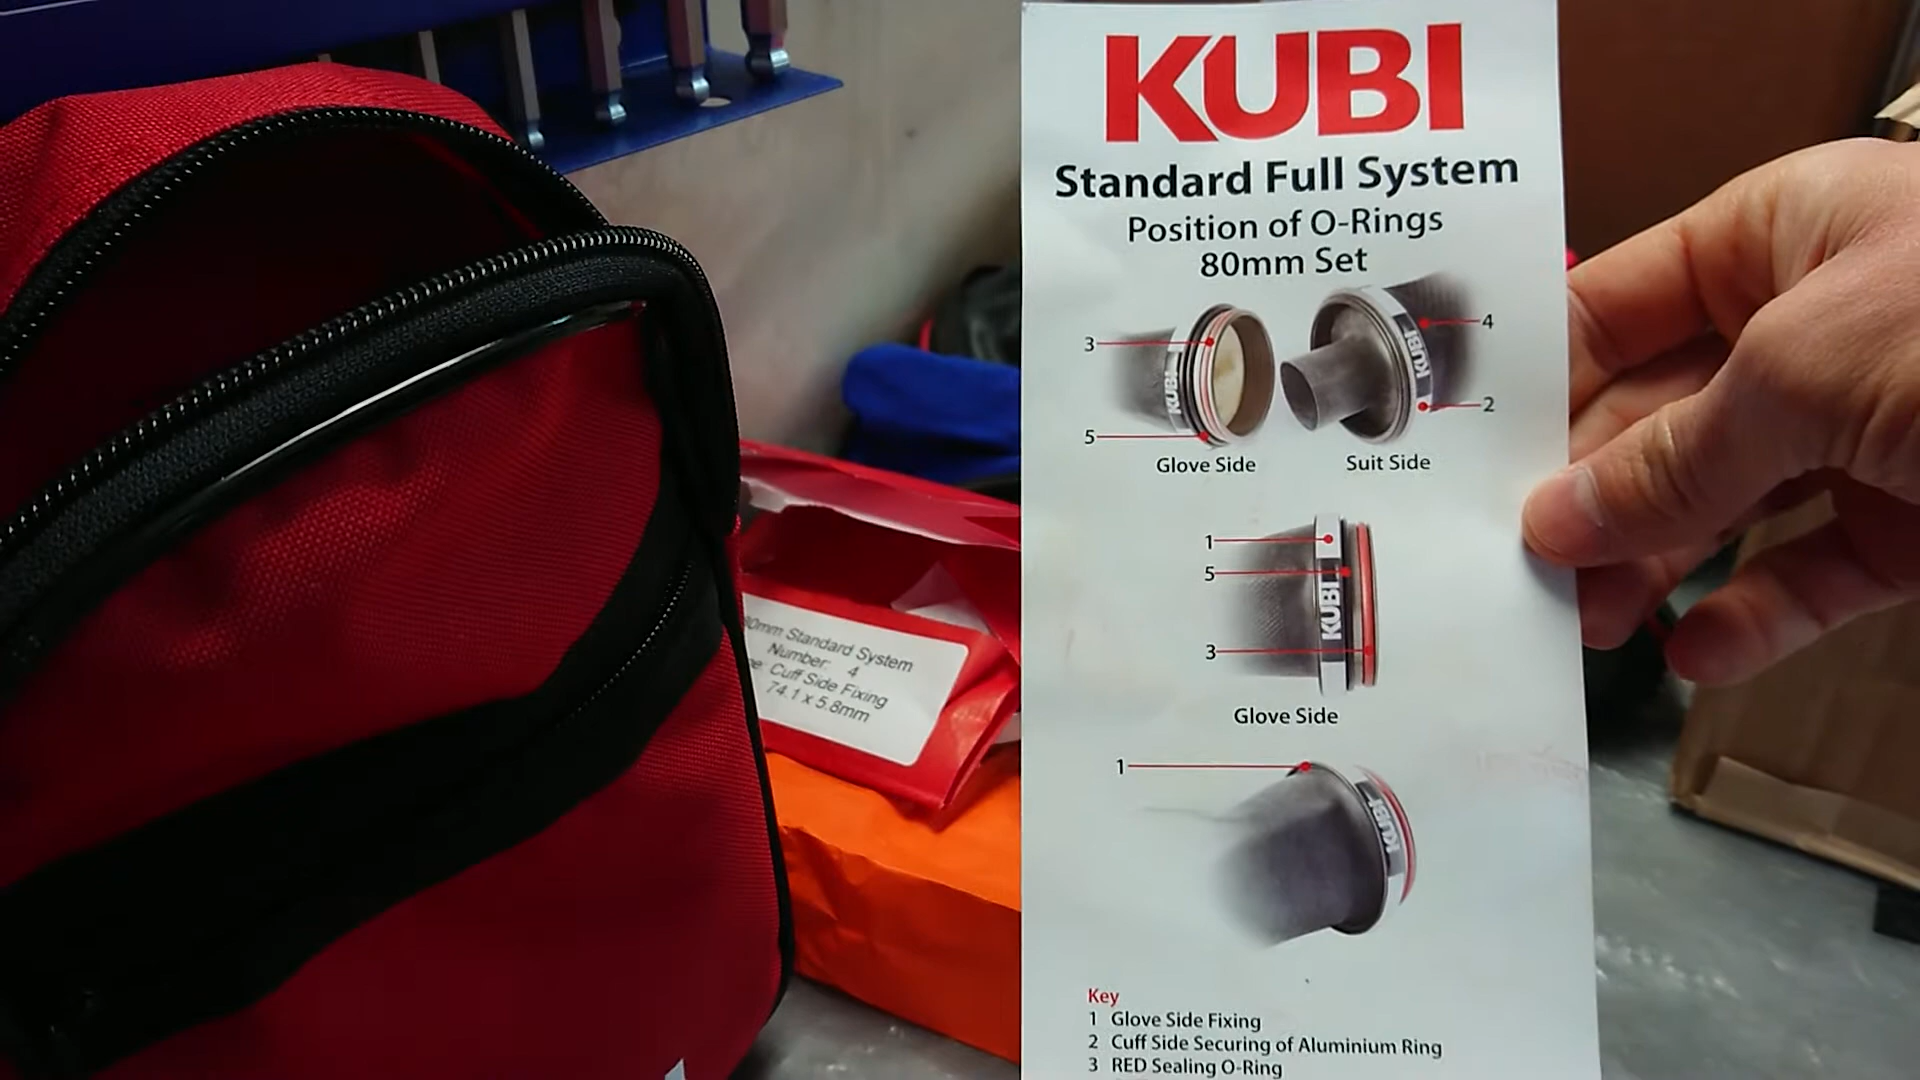 KUBI
Standard Full System
Position of O-Rings
80mm Set
3
5
KUBI
Glove Side
4
2
KUBI
Suit Side
1
5
3
KUBI
Glove Side
1
KUBI
Key
1 Glove Side Fixing
2 Cuff Side Securing of Aluminium Ring
3 RED Sealing O-Ring
Standard System
Number: 4
Cuff Side Fixing
74.1 x 5.8mm